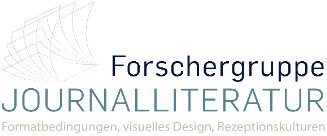 Forschergruppe
JOURNALLITERATUR
Formatbedingungen, visuelles Design, Rezeptionskulturen